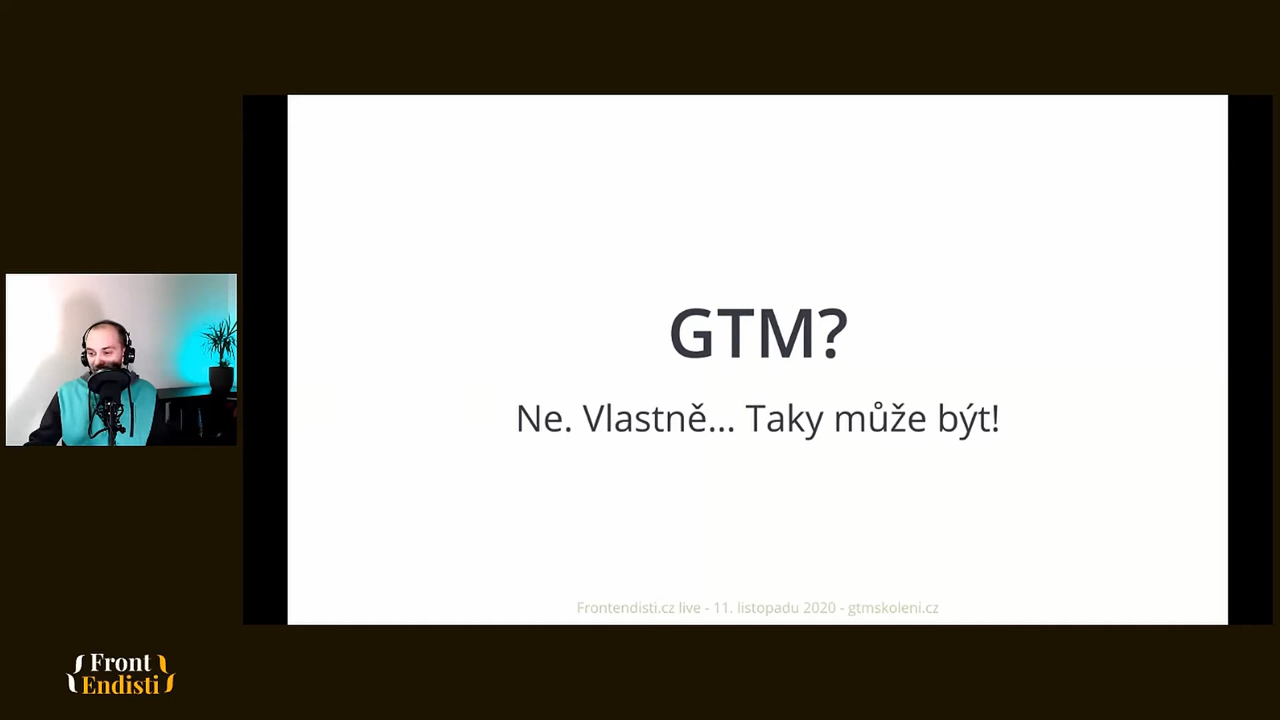 GTM?
Ne. Vlastně... Taky může být!
Frontendisti.cz live - 11. listopadu 2020 - gtmskoleni.cz
{Front
Endisti}